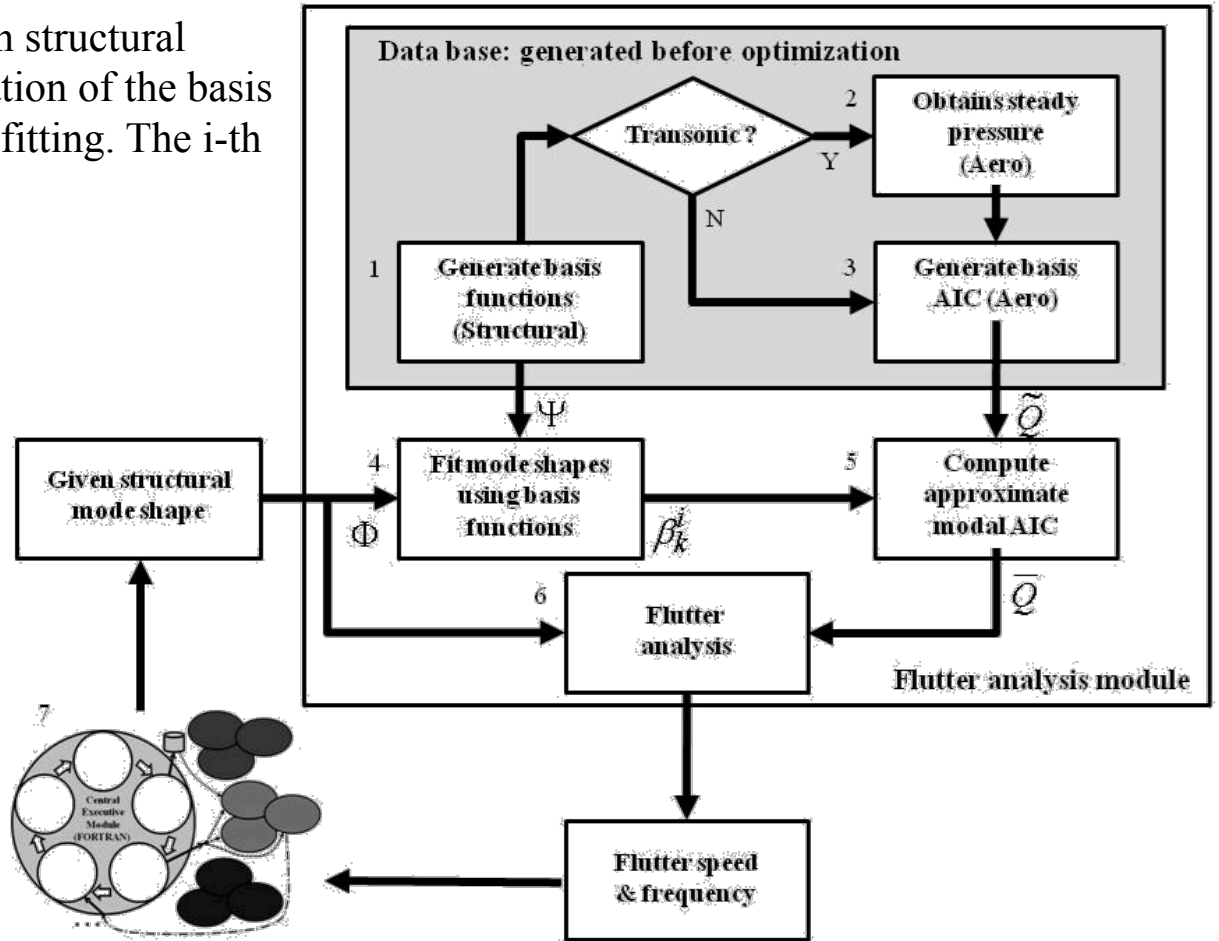 n structural
ation of the basis
fitting. The i-th
Data base: generated before optimization
Transonic ?
Y
N
2
Obtains steady
pressure
(Aero)
1
Generate basis
functions
(Structural)
3
Generate basis
AIC (Aero)
Ψ
Q̃
Given structural
mode shape
Φ
4
Fit mode shapes
using basis
functions
β_k^i
5
Compute
approximate
modal AIC
Q̅
6
Flutter
analysis
Flutter analysis module
7
Central
Executive
Module
(FORTRAN)
...
Flutter speed
& frequency